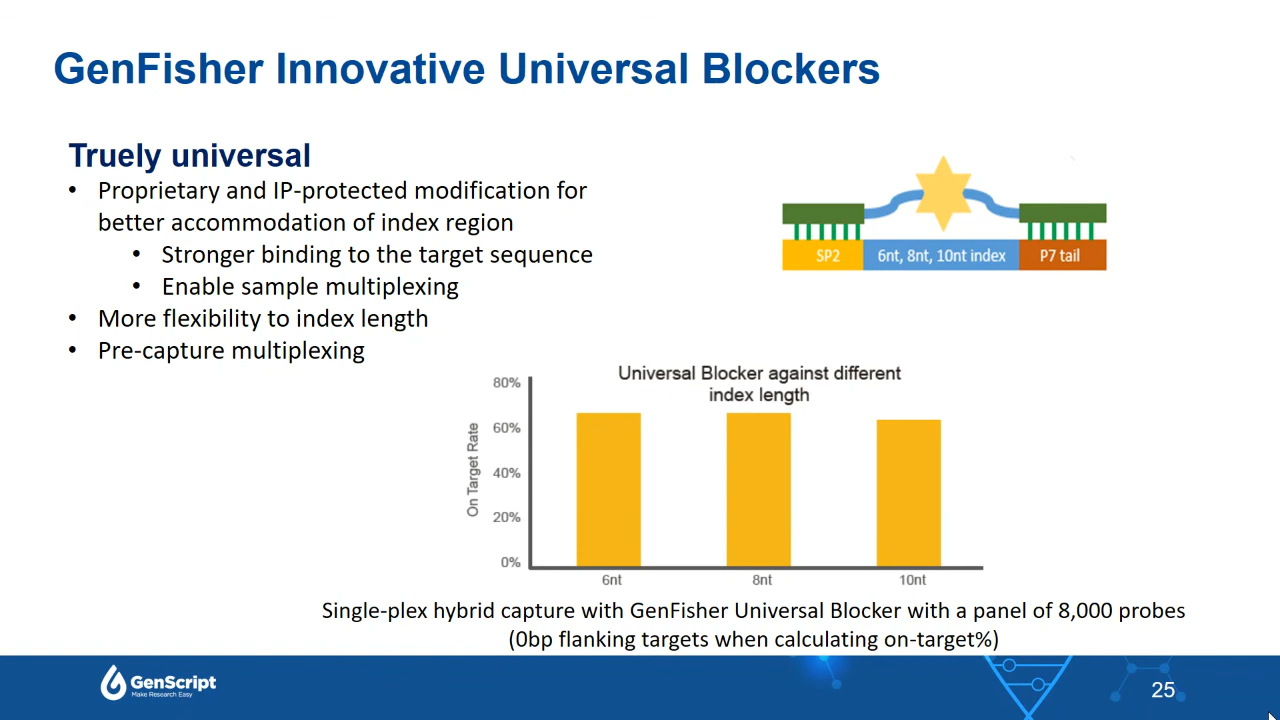 GenFisher Innovative Universal Blockers
Truely universal
• Proprietary and IP-protected modification for
better accommodation of index region
• Stronger binding to the target sequence
• Enable sample multiplexing
• More flexibility to index length
• Pre-capture multiplexing
SP2
6nt, 8nt, 10nt index
P7 tail
Universal Blocker against different
index length
On Target Rate
80%
60%
40%
20%
0%
6nt
8nt
10nt
Single-plex hybrid capture with GenFisher Universal Blocker with a panel of 8,000 probes
(0bp flanking targets when calculating on-target%)
GenScript
Make Research Easy
25